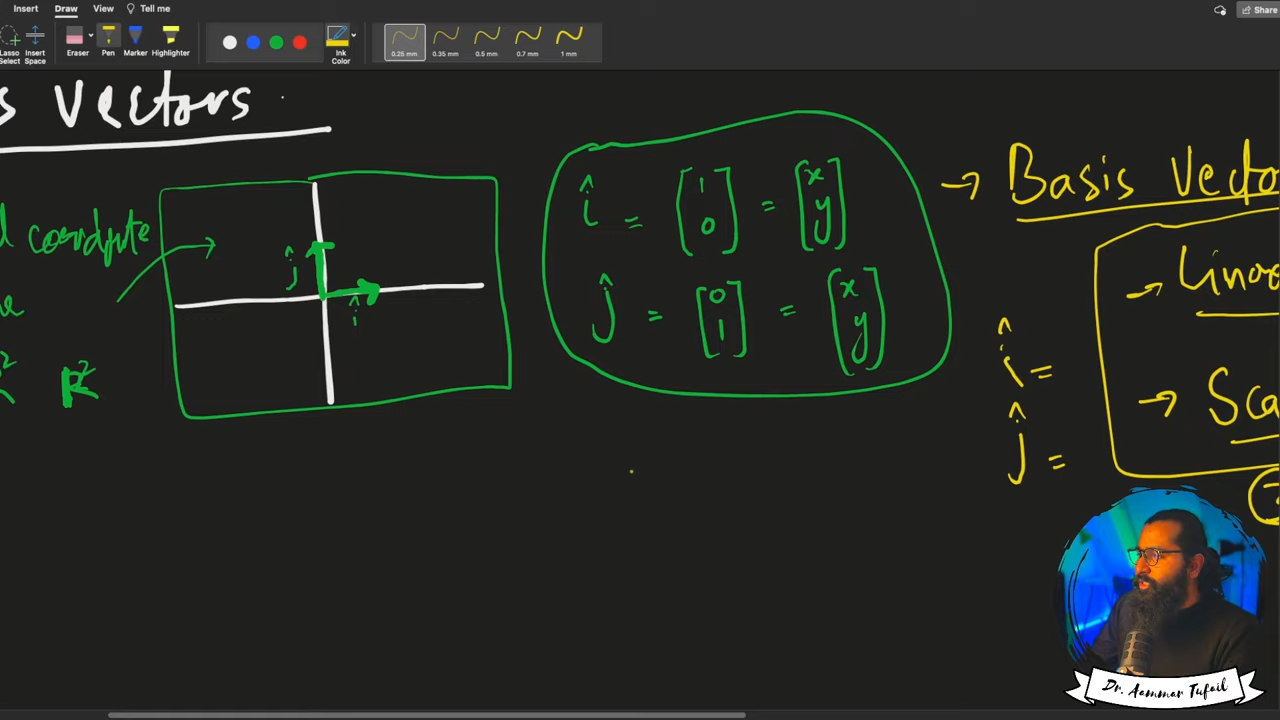 Insert Draw View Tell me Share
Lasso Select Insert Space Eraser Pen Marker Highlighter Ink Color 0.25 mm 0.35 mm 0.5 mm 0.7 mm 1 mm
s Vectors
coordinate
R²
ĵ
î
î = [1 0] = [x y]
ĵ = [0 1] = [x y]
→ Basis Vecto
→ Linea
î =
→ Sca
ĵ =
Dr. Aammar Tufail